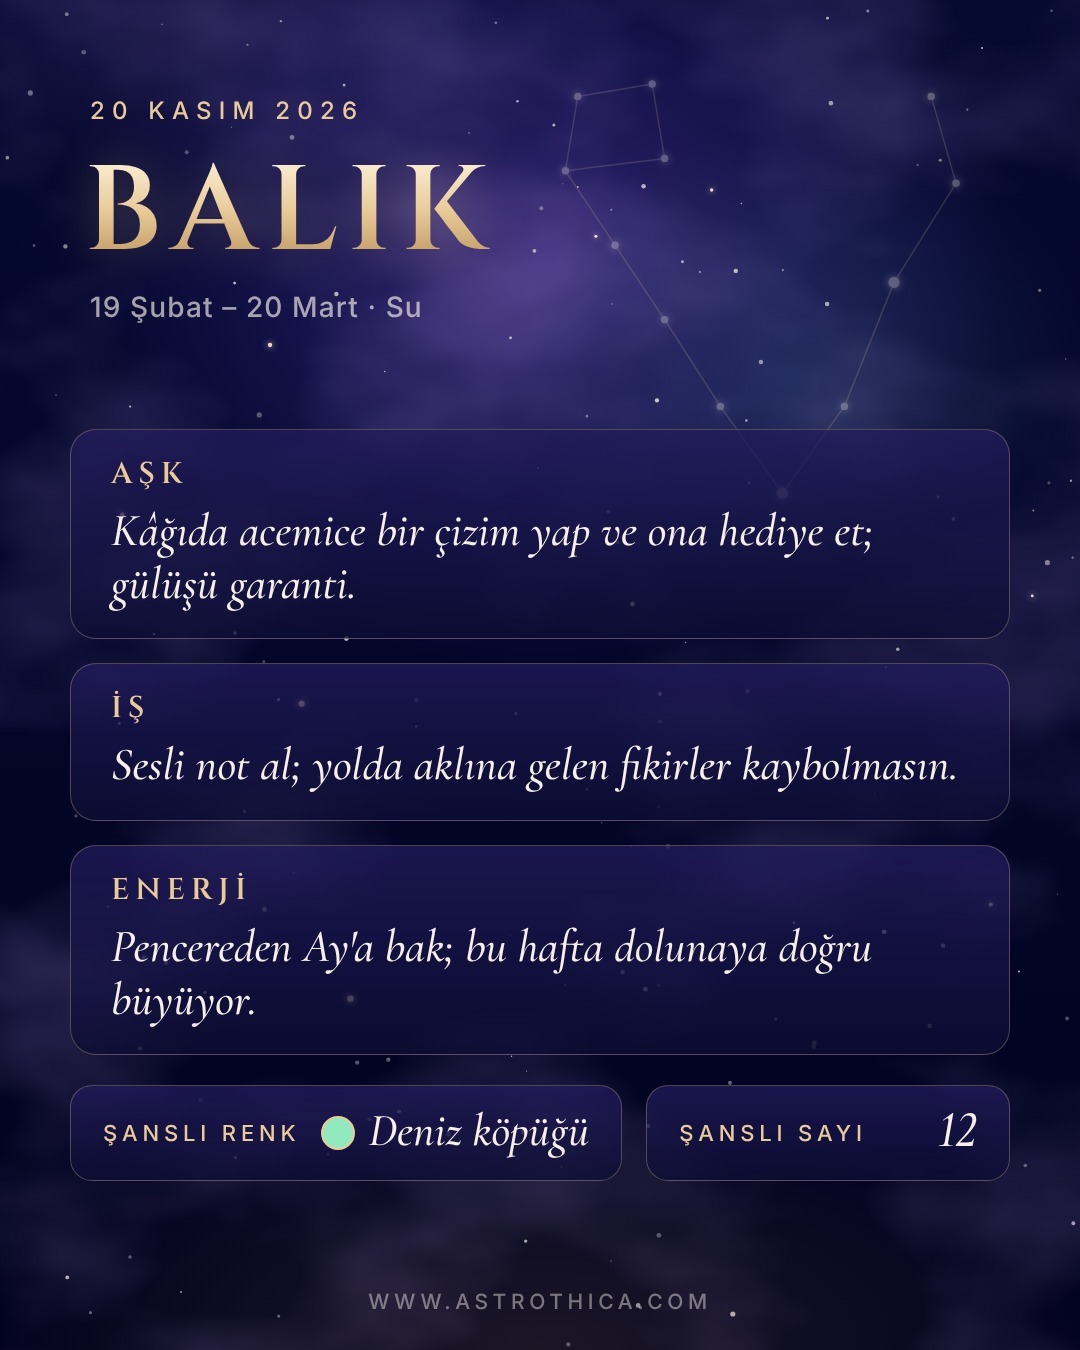 20 KASIM 2026
BALIK
19 Şubat – 20 Mart · Su
AŞK
Kâğıda acemice bir çizim yap ve ona hediye et;
gülüşü garanti.
İŞ
Sesli not al; yolda aklına gelen fikirler kaybolmasın.
ENERJİ
Pencereden Ay'a bak; bu hafta dolunaya doğru
büyüyor.
ŞANSLI RENK Deniz köpüğü
ŞANSLI SAYI 12
WWW.ASTROTHICA.COM